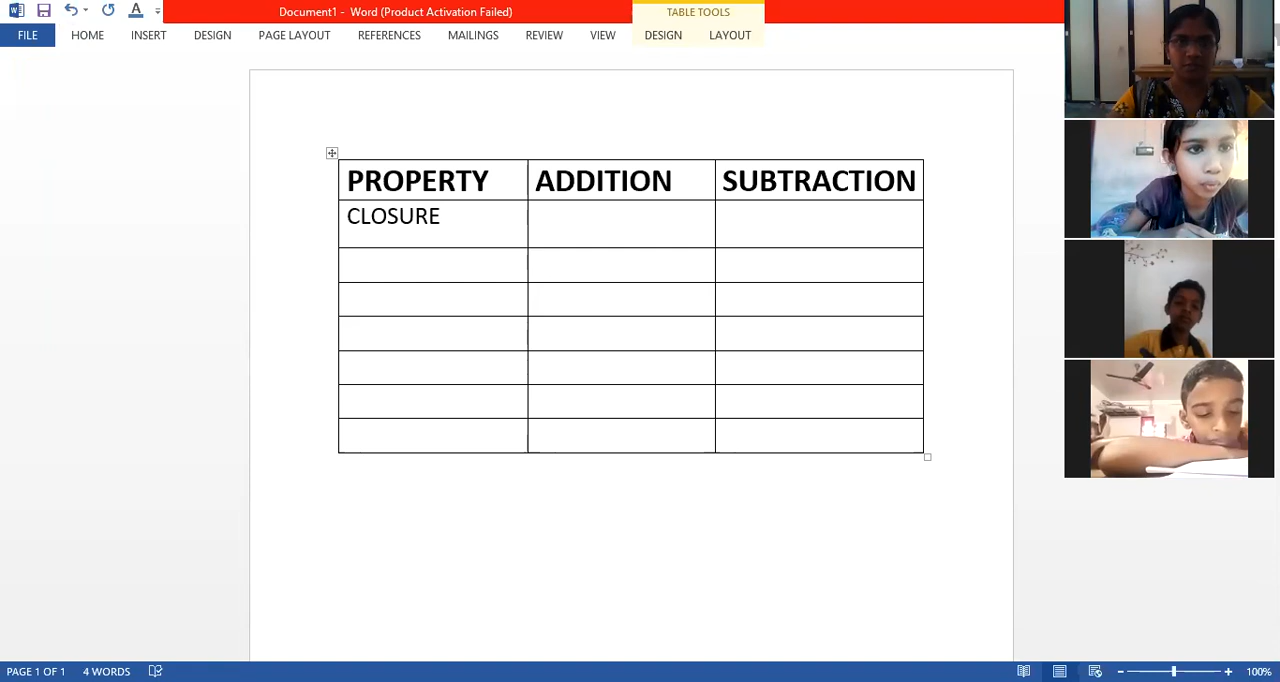 Document1 - Word (Product Activation Failed)
TABLE TOOLS
FILE HOME INSERT DESIGN PAGE LAYOUT REFERENCES MAILINGS REVIEW VIEW DESIGN LAYOUT
PROPERTY ADDITION SUBTRACTION
CLOSURE
PAGE 1 OF 1 4 WORDS 100%